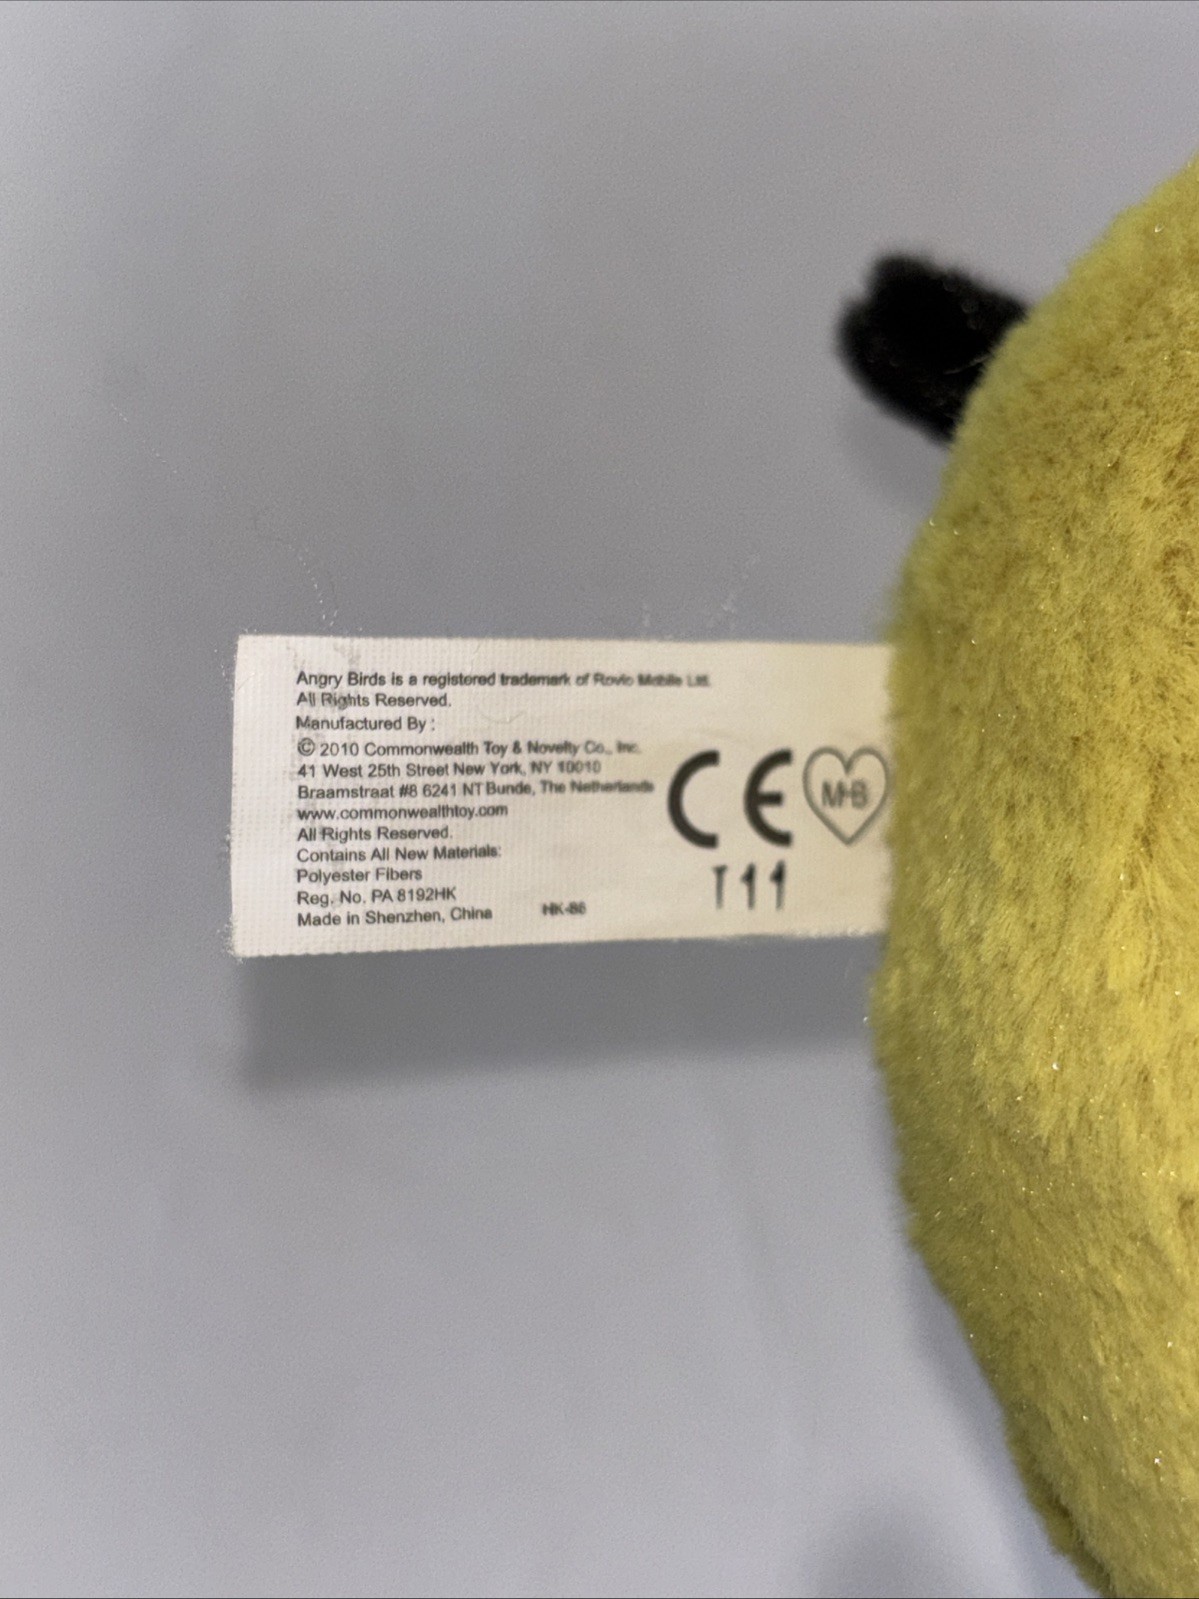 Angry Birds is a registered trademark of Rovio Mobile Ltd.
All Rights Reserved.
Manufactured By :
© 2010 Commonwealth Toy & Novelty Co., Inc.
41 West 25th Street New York, NY 10010
Braamstraat #8 6241 NT Bunde, The Netherlands
www.commonwealthtoy.com
All Rights Reserved.
Contains All New Materials:
Polyester Fibers
Reg. No. PA 8192HK
Made in Shenzhen, China
HK-86
CE
M+B
T11